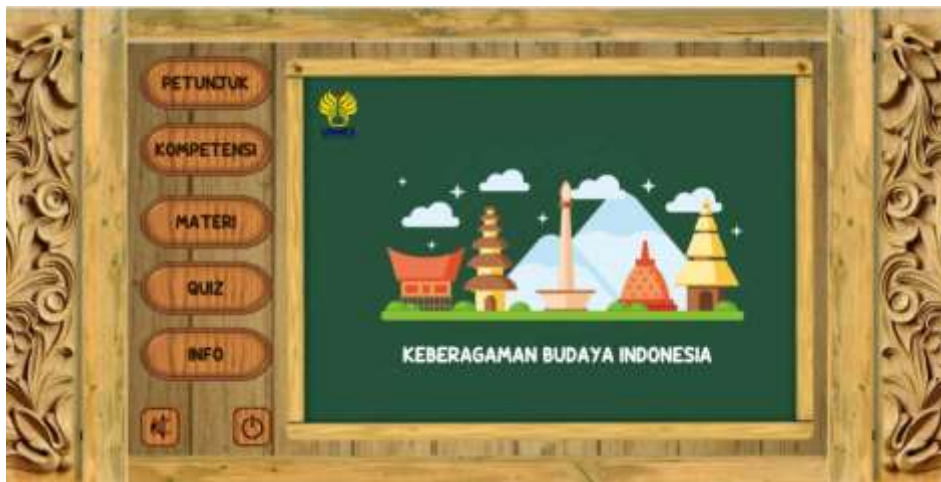 PETUNJUK
KOMPETENSI
MATERI
QUIZ
INFO
KEBERAGAMAN BUDAYA INDONESIA